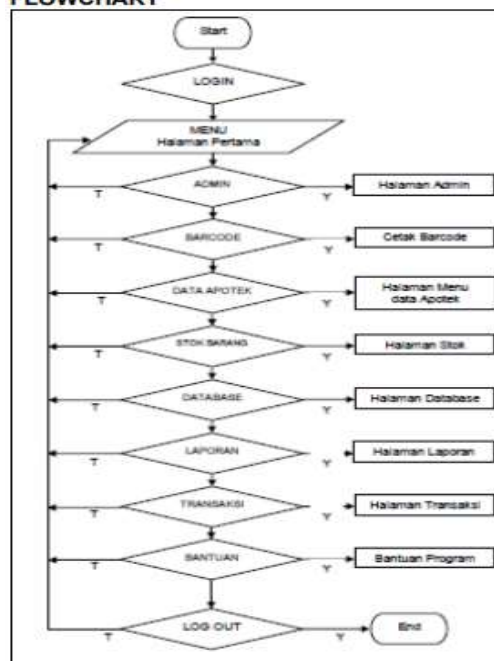 FLOWCHART
Start
LOGIN
MENU
Halaman Pertama
ADMIN
T
Y
Halaman Admin
BARCODE
T
Y
Cetak Barcode
DATA APOTEK
T
Y
Halaman Menu
data Apotek
STOK BARANG
T
Y
Halaman Stok
DATABASE
T
Y
Halaman Database
LAPORAN
T
Y
Halaman Laporan
TRANSAKSI
T
Y
Halaman Transaksi
BANTUAN
T
Y
Bantuan Program
LOG OUT
T
Y
End